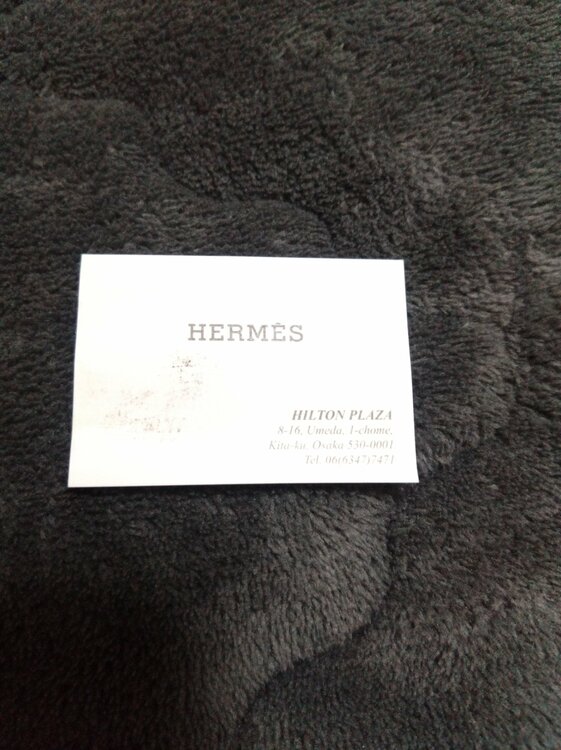 HERMÈS
HILTON PLAZA
8-16, Umeda, 1-chome,
Kita-ku, Osaka 530-0001
Tel. 06(6347)7471